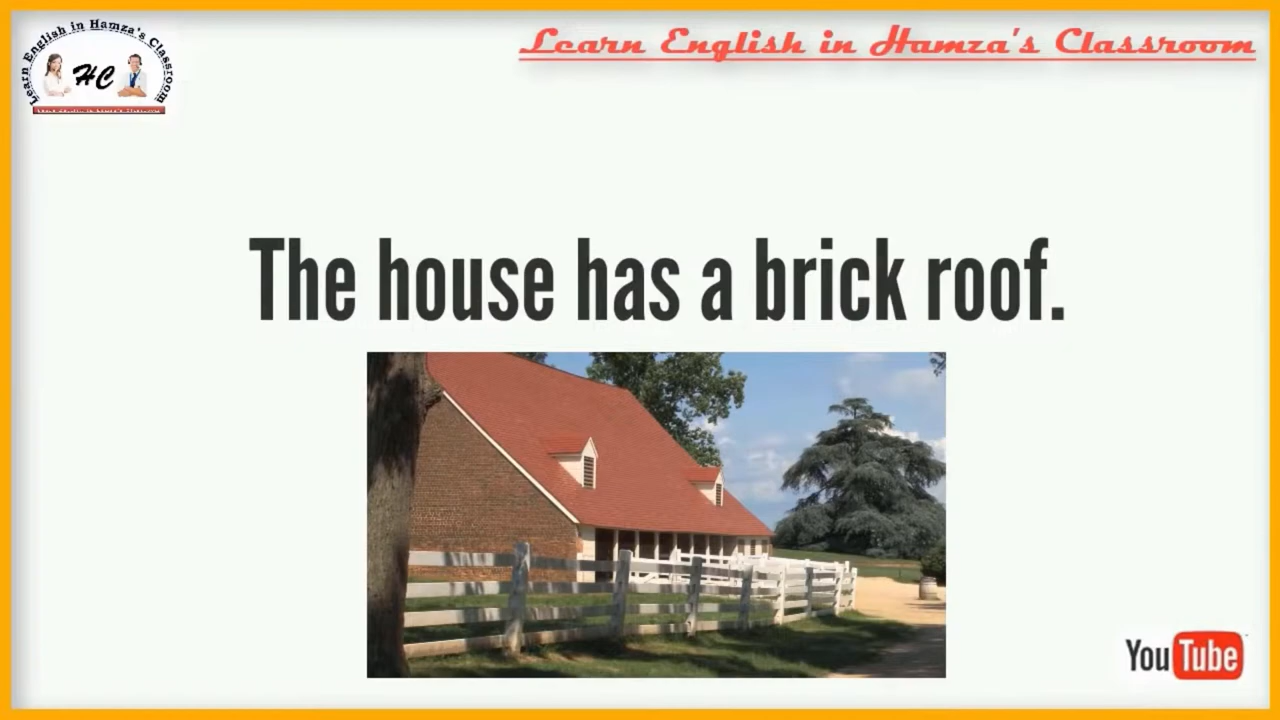 Learn English in Hamza's Classroom
HC
Learn English in Hamza's Classroom
The house has a brick roof.
YouTube